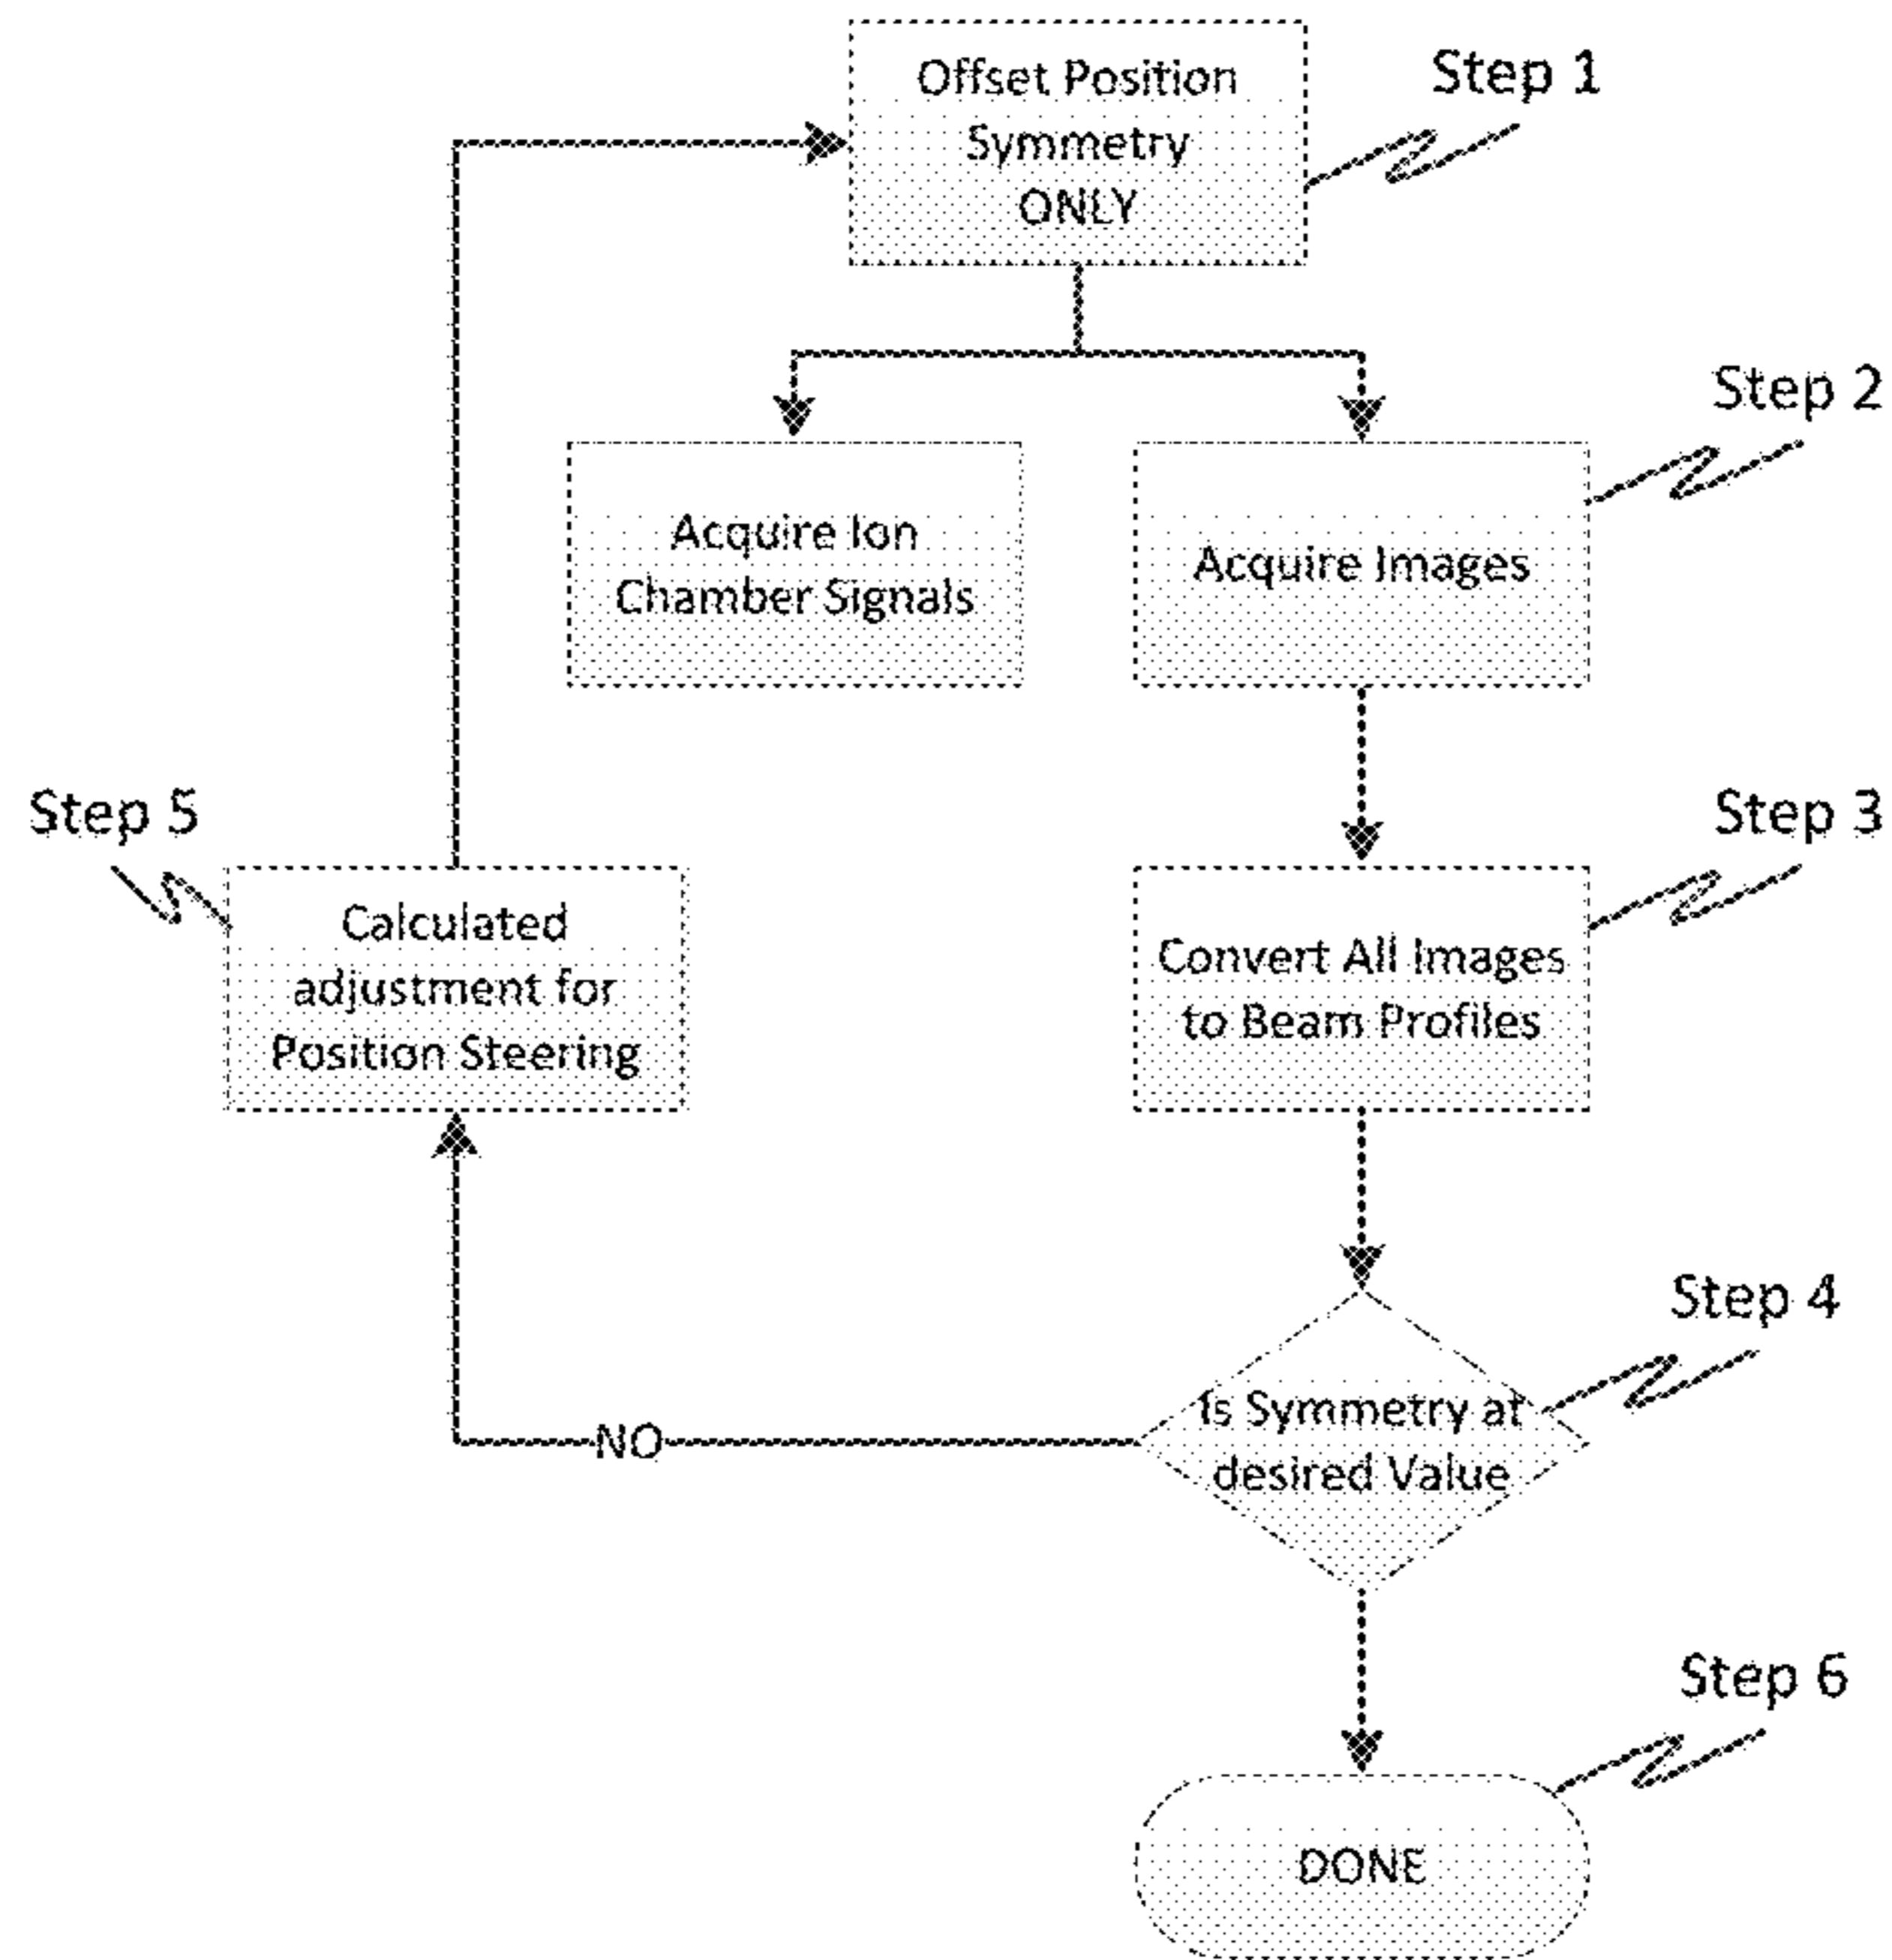 Offset Position
Symmetry
ONLY
Step 1
Step 2
Acquire Ion
Chamber Signals
Acquire Images
Step 5
Step 3
Calculated
adjustment for
Position Steering
Convert All Images
to Beam Profiles
Step 4
Is Symmetry at
desired Value
NO
Step 6
DONE